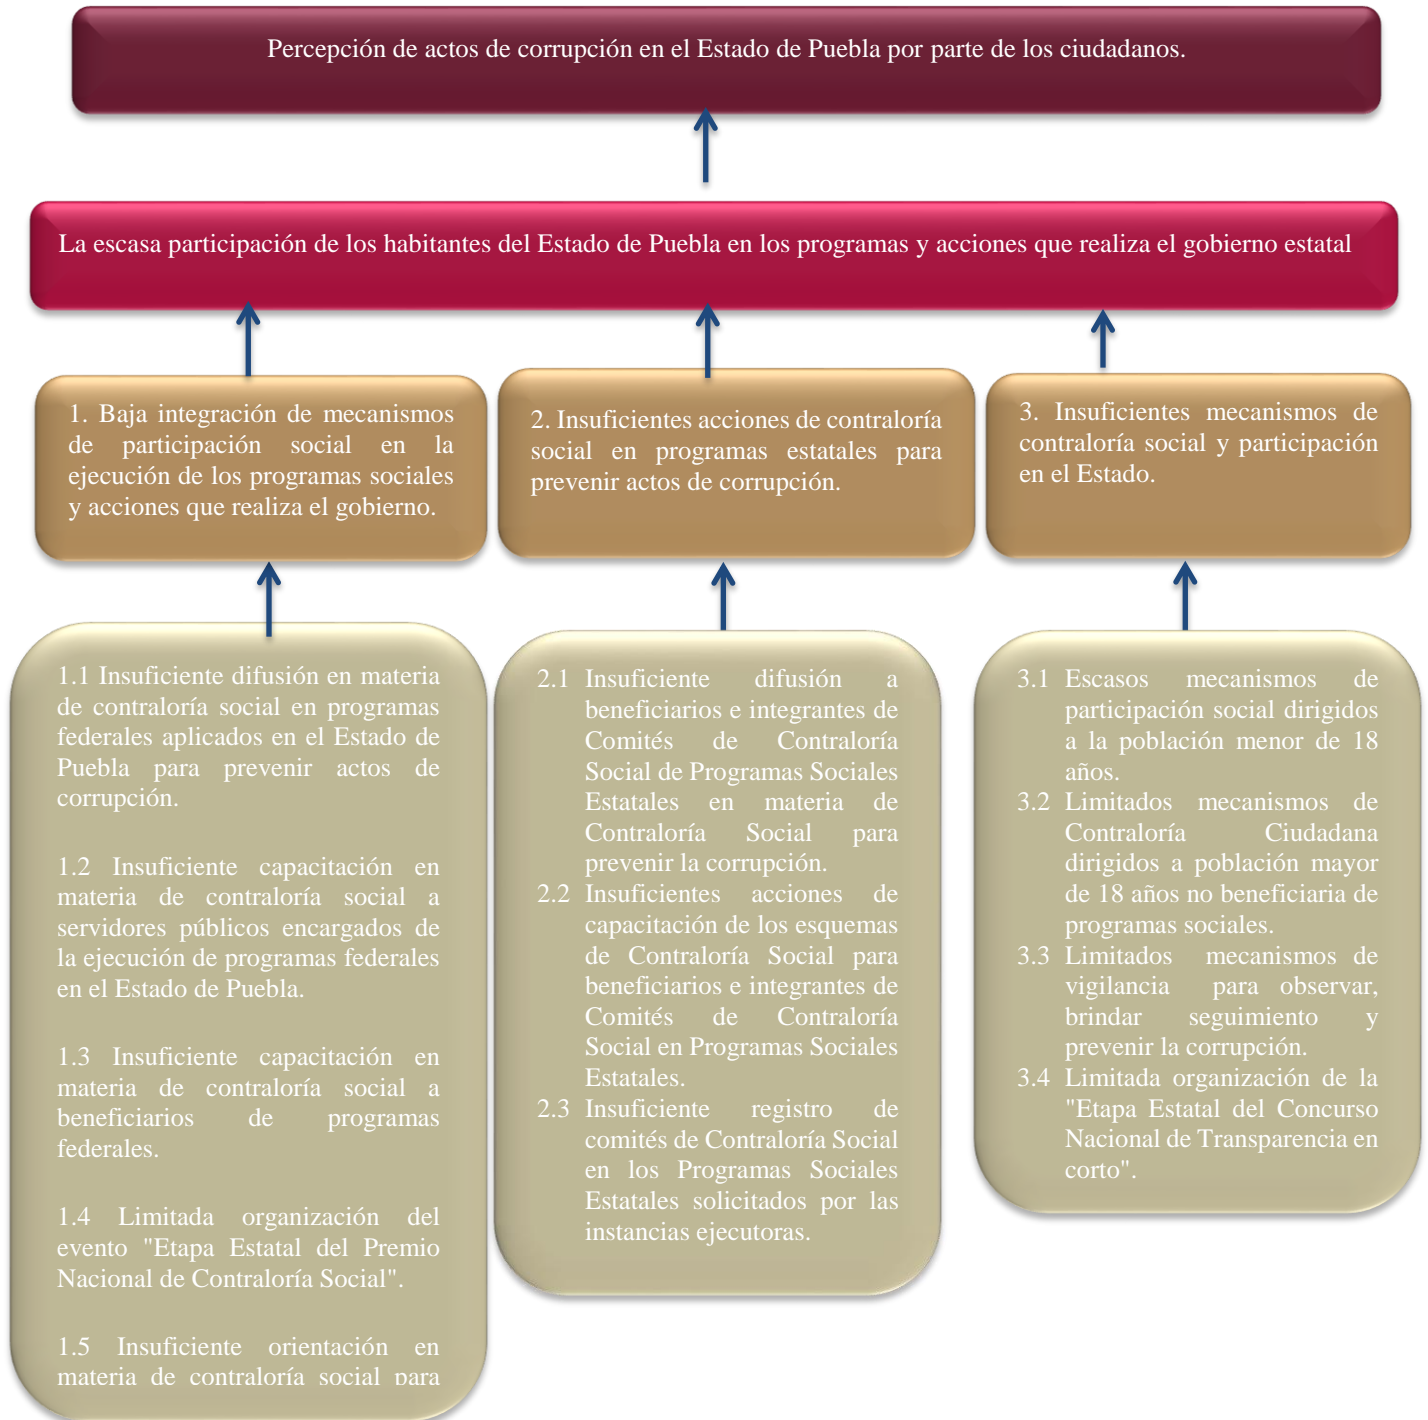 Percepción de actos de corrupción en el Estado de Puebla por parte de los ciudadanos.
La escasa participación de los habitantes del Estado de Puebla en los programas y acciones que realiza el gobierno estatal
1. Baja integración de mecanismos
de participación social en la
ejecución de los programas sociales
y acciones que realiza el gobierno.
2. Insuficientes acciones de contraloría
social en programas estatales para
prevenir actos de corrupción.
3. Insuficientes mecanismos de
contraloría social y participación
en el Estado.
1.1 Insuficiente difusión en materia
de contraloría social en programas
federales aplicados en el Estado de
Puebla para prevenir actos de
corrupción.
1.2 Insuficiente capacitación en
materia de contraloría social a
servidores públicos encargados de
la ejecución de programas federales
en el Estado de Puebla.
1.3 Insuficiente capacitación en
materia de contraloría social a
beneficiarios de programas
federales.
1.4 Limitada organización del
evento "Etapa Estatal del Premio
Nacional de Contraloría Social".
1.5 Insuficiente orientación en
materia de contraloría social para
2.1 Insuficiente difusión a
beneficiarios e integrantes de
Comités de Contraloría
Social de Programas Sociales
Estatales en materia de
Contraloría Social para
prevenir la corrupción.
2.2 Insuficientes acciones de
capacitación de los esquemas
de Contraloría Social para
beneficiarios e integrantes de
Comités de Contraloría
Social en Programas Sociales
Estatales.
2.3 Insuficiente registro de
comités de Contraloría Social
en los Programas Sociales
Estatales solicitados por las
instancias ejecutoras.
3.1 Escasos mecanismos de
participación social dirigidos
a la población menor de 18
años.
3.2 Limitados mecanismos de
Contraloría Ciudadana
dirigidos a población mayor
de 18 años no beneficiaria de
programas sociales.
3.3 Limitados mecanismos de
vigilancia para observar,
brindar seguimiento y
prevenir la corrupción.
3.4 Limitada organización de la
"Etapa Estatal del Concurso
Nacional de Transparencia en
corto".